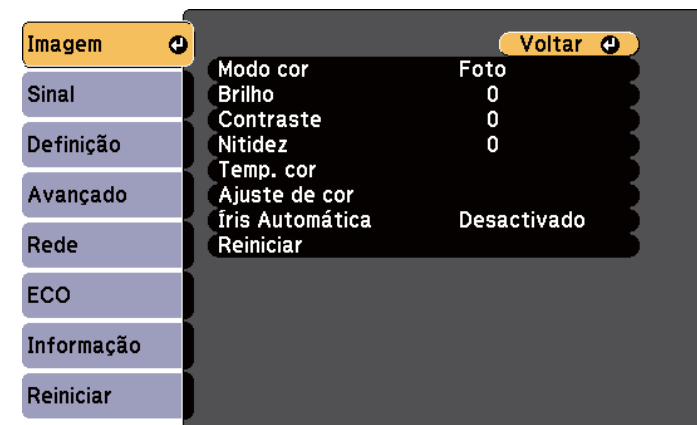 Imagem
Sinal
Definição
Avançado
Rede
ECO
Informação
Reiniciar
Voltar
Modo cor Foto
Brilho 0
Contraste 0
Nitidez 0
Temp. cor
Ajuste de cor
Íris Automática Desactivado
Reiniciar